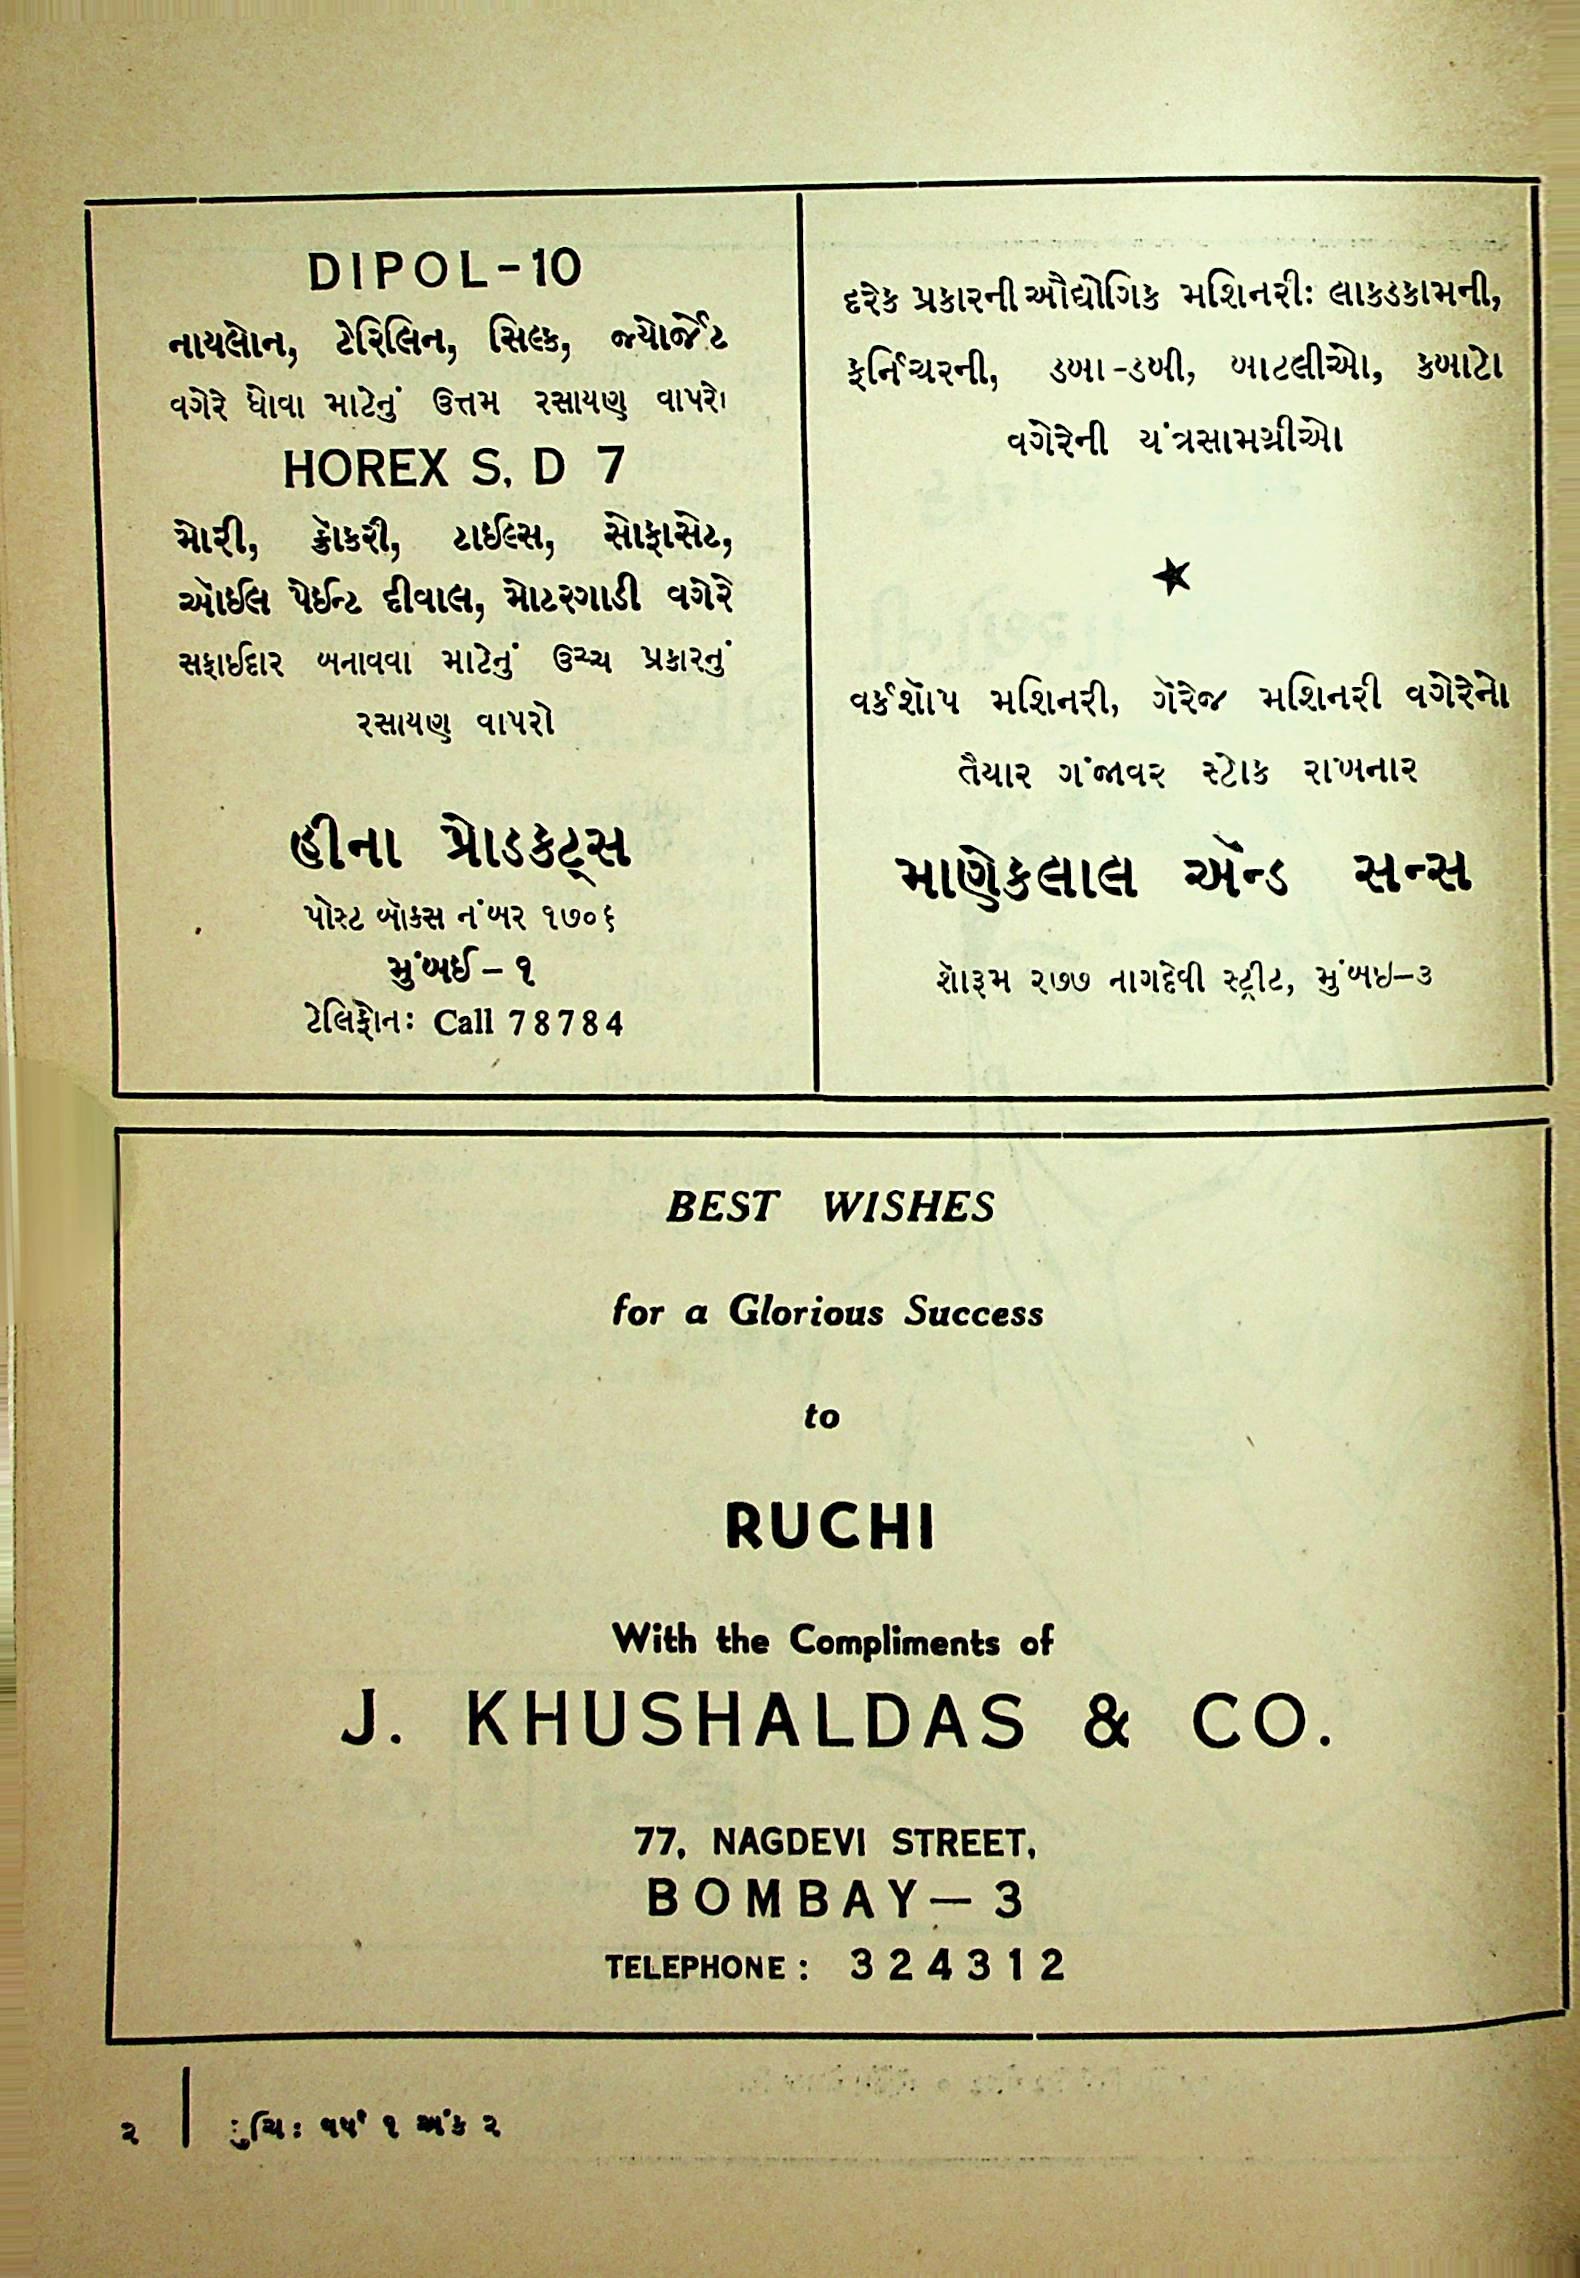 DIPOL-10
નાયલોન, ટેરિલિન, સિલ્ક, જ્યોર્જેટ
વગેરે ધોવા માટેનું ઉત્તમ રસાયણ વાપરો
HOREX S. D 7
મોરી, ક્રોકરી, ટાઈલ્સ, સોફાસેટ,
ઑઈલ પેઈન્ટ દીવાલ, મોટરગાડી વગેરે
સફાઈદાર બનાવવા માટેનું ઉચ્ચ પ્રકારનું
રસાયણ વાપરો
હીના પ્રોડકટ્સ
પોસ્ટ બૉક્સ નંબર ૧૭૦૬
મુંબઈ – ૧
ટેલિફોન: Call 78784
દરેક પ્રકારની ઔદ્યોગિક મશિનરી: લાકડકામની,
ફર્નિચરની, ડબા-ડબી, બાટલીઓ, કબાટો
વગેરેની યંત્રસામગ્રીઓ
★
વર્કશૉપ મશિનરી, ગૅરેજ મશિનરી વગેરેનો
તૈયાર ગંજાવર સ્ટોક રાખનાર
માણેકલાલ ઍન્ડ સન્સ
શૉરૂમ ૨૭૭ નાગદેવી સ્ટ્રીટ, મુંબઇ–૩
BEST WISHES
for a Glorious Success
to
RUCHI
With the Compliments of
J. KHUSHALDAS & CO.
77, NAGDEVI STREET,
BOMBAY — 3
TELEPHONE : 324312
૨ | રુચિ: વર્ષ ૧ અંક ૨